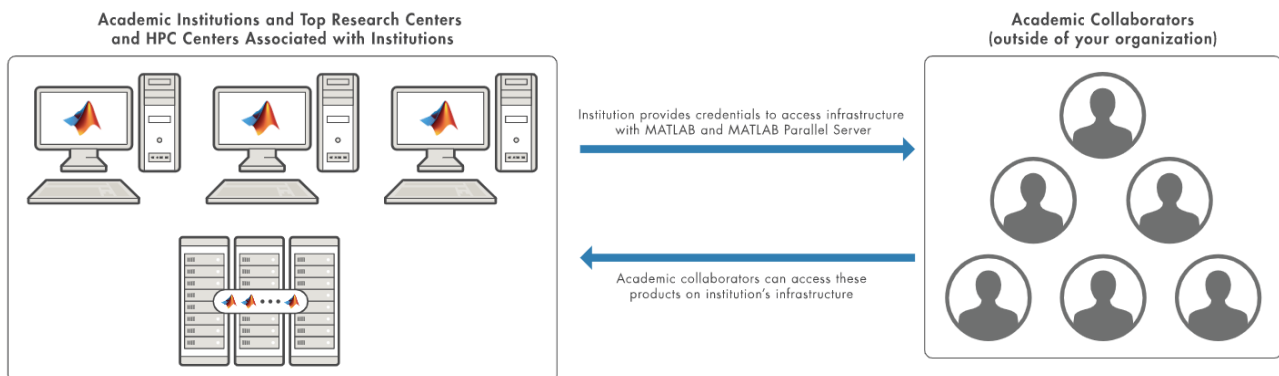 Academic Institutions and Top Research Centers
and HPC Centers Associated with Institutions
Academic Collaborators
(outside of your organization)
Institution provides credentials to access infrastructure
with MATLAB and MATLAB Parallel Server
Academic collaborators can access these
products on institution's infrastructure